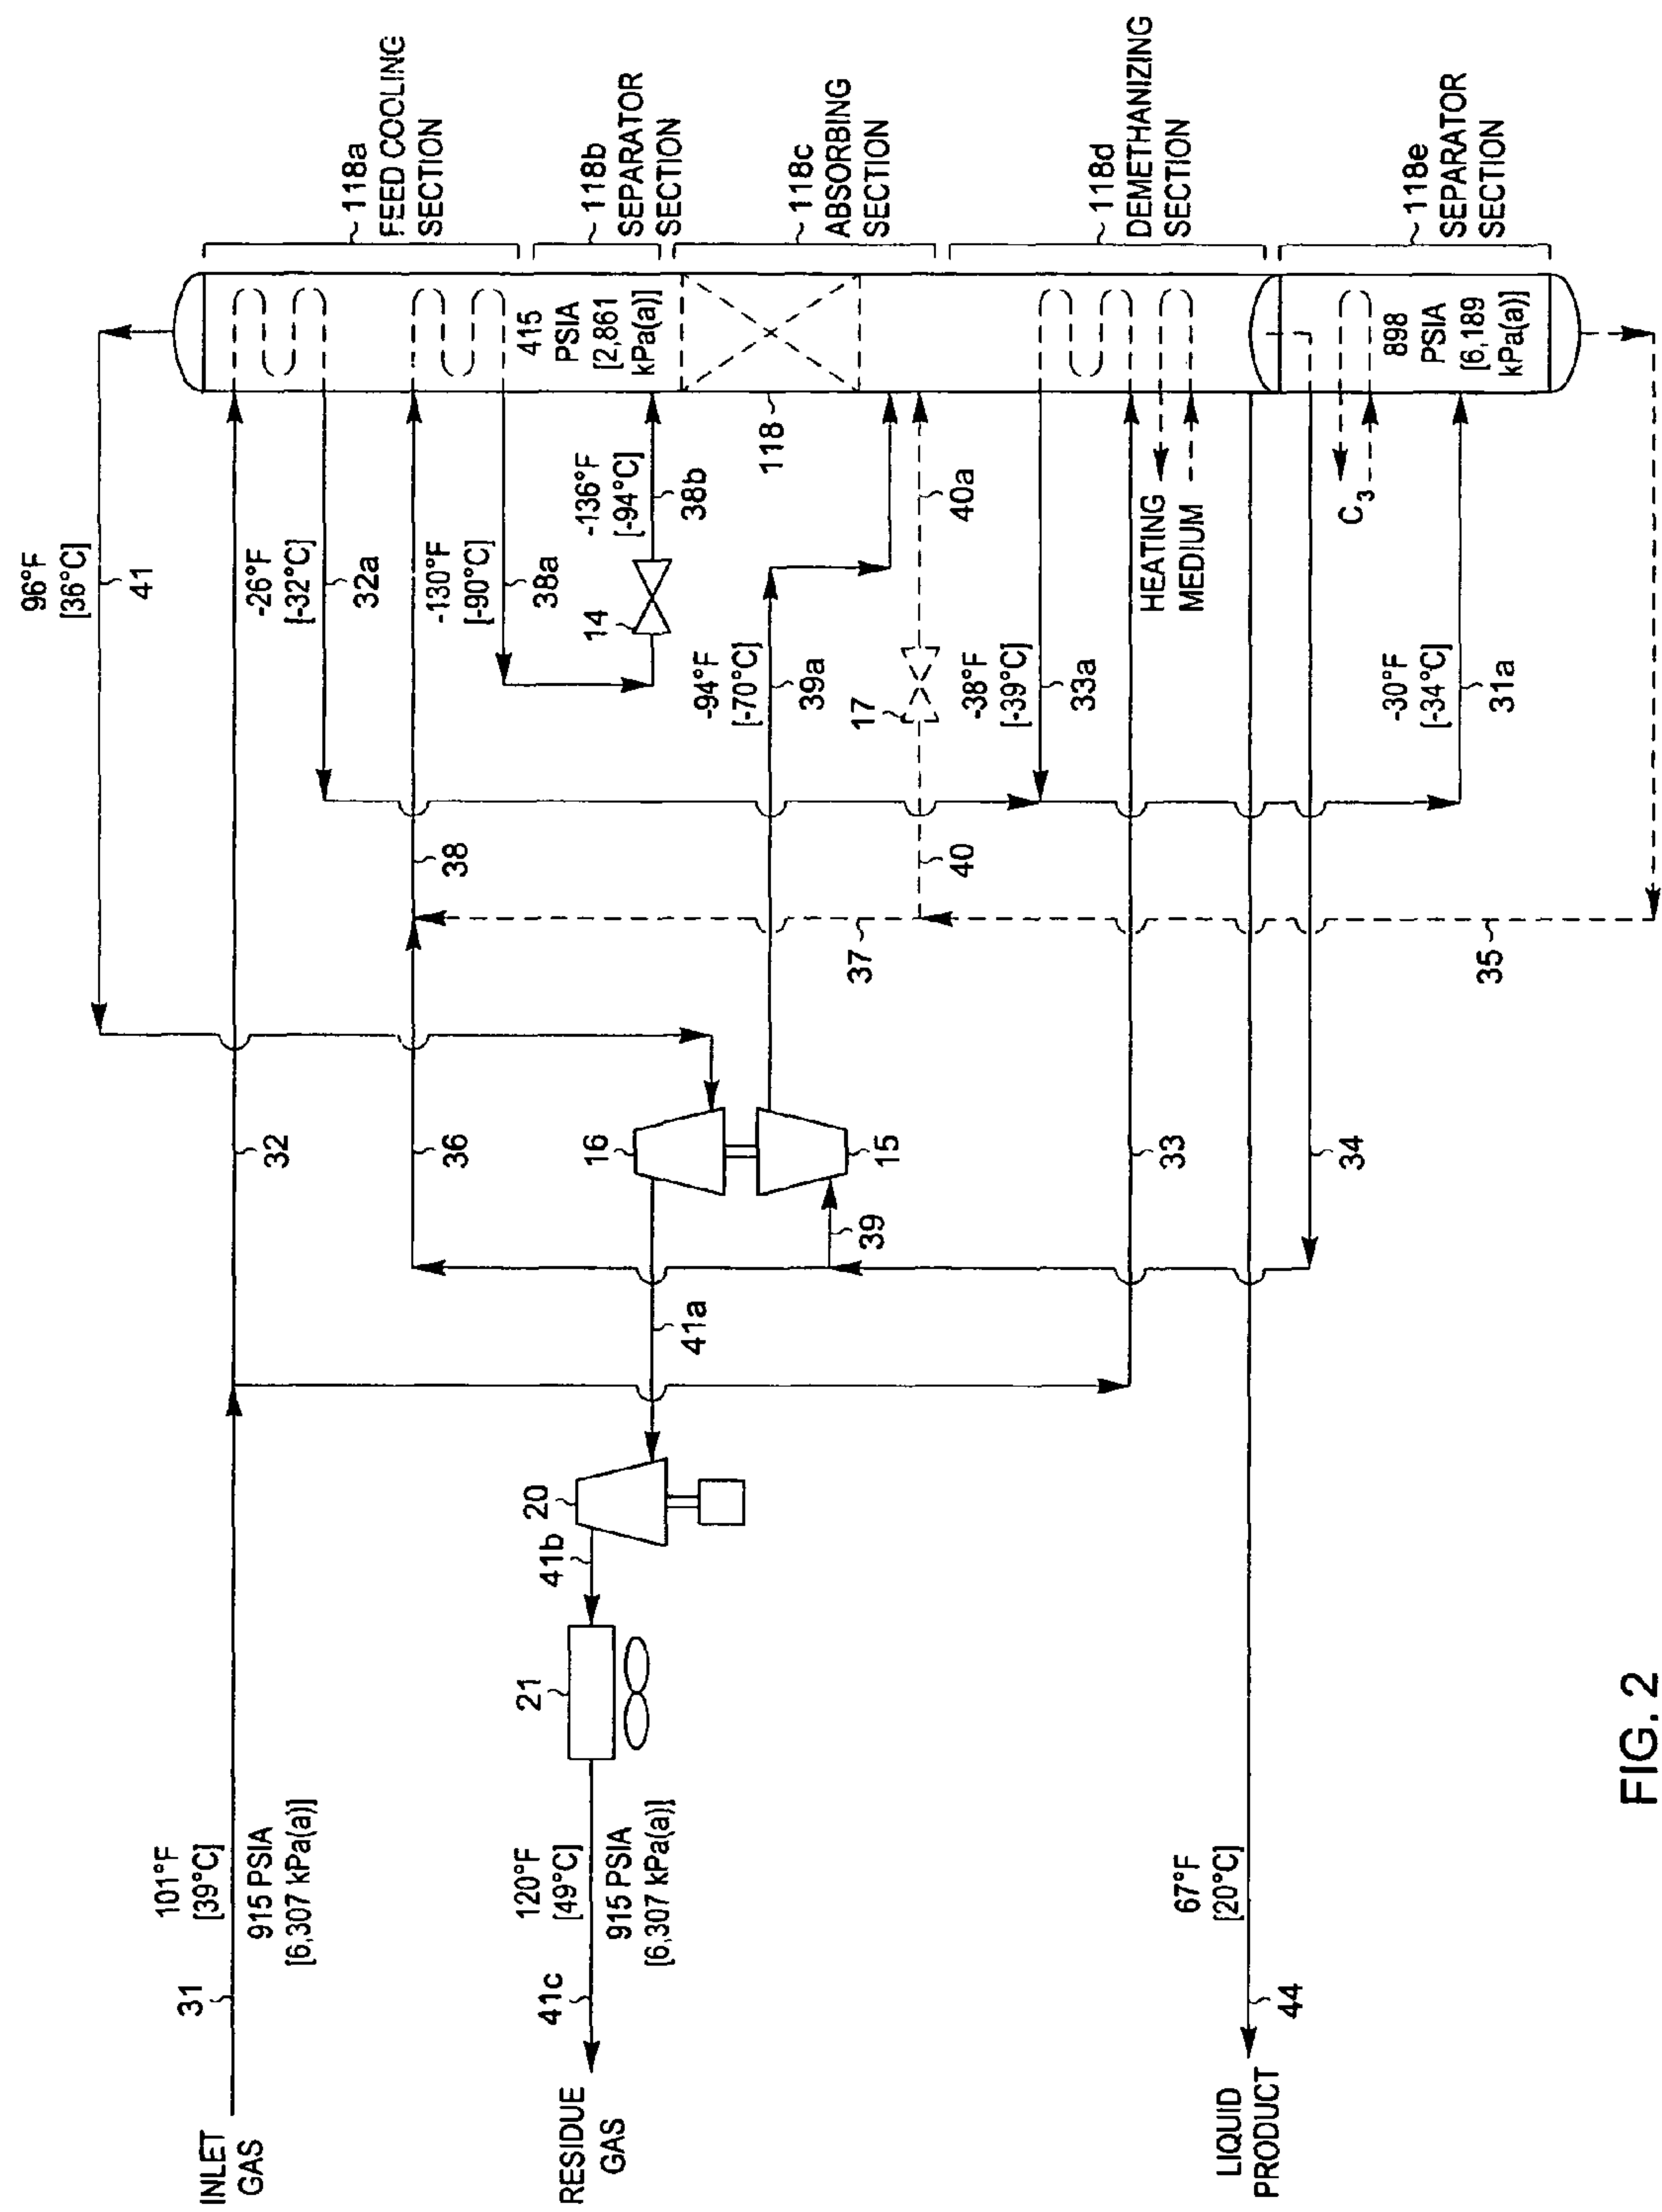 96°F
[36°C]
41
-26°F
[-32°C]
32a
-130°F
[-90°C]
38a
14
-136°F
[-94°C]
38b
118a
FEED COOLING
SECTION
118b
SEPARATOR
SECTION
118c
ABSORBING
SECTION
118d
DEMETHANIZING
SECTION
118e
SEPARATOR
SECTION
415
PSIA
[2,861
kPa(a)]
898
PSIA
[6,189
kPa(a)]
118
-94°F
[-70°C]
39a
17
40a
-38°F
[-39°C]
33a
HEATING
MEDIUM
C3
-30°F
[-34°C]
31a
38
37
40
35
32
36
16
15
39
33
34
41a
20
41b
21
101°F
[39°C]
915 PSIA
[6,307 kPa(a)]
31
INLET
GAS
120°F
[49°C]
915 PSIA
[6,307 kPa(a)]
41c
RESIDUE
GAS
67°F
[20°C]
44
LIQUID
PRODUCT
FIG. 2